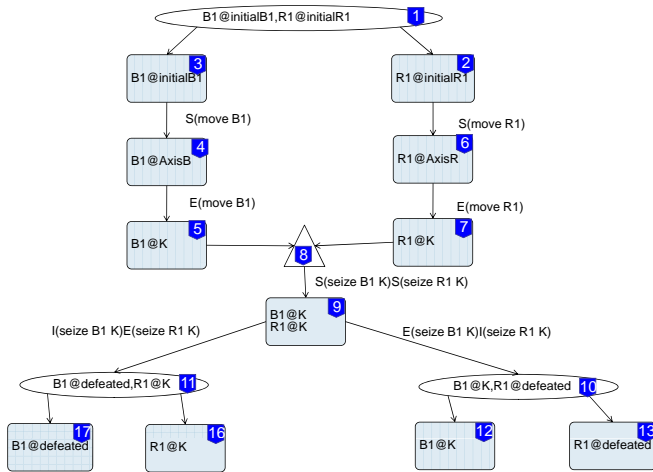 B1@initialB1,R1@initialR1 1
3
B1@initialB1
2
R1@initialR1
S(move B1)
S(move R1)
4
B1@AxisB
6
R1@AxisR
E(move B1)
E(move R1)
5
B1@K
7
R1@K
8
S(seize B1 K)S(seize R1 K)
9
B1@K
R1@K
I(seize B1 K)E(seize R1 K)
E(seize B1 K)I(seize R1 K)
B1@defeated,R1@K 11
B1@K,R1@defeated 10
17
B1@defeated
16
R1@K
12
B1@K
13
R1@defeated